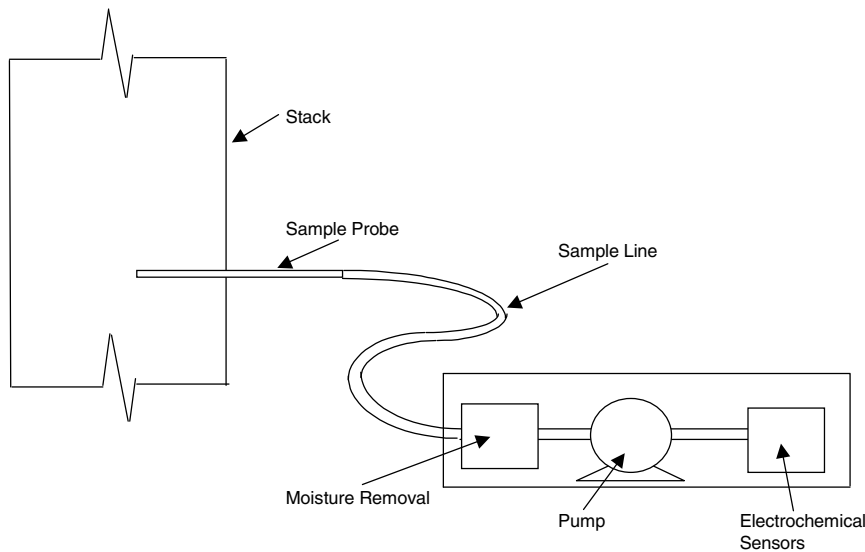 Stack
Sample Probe
Sample Line
Moisture Removal
Pump
Electrochemical
Sensors